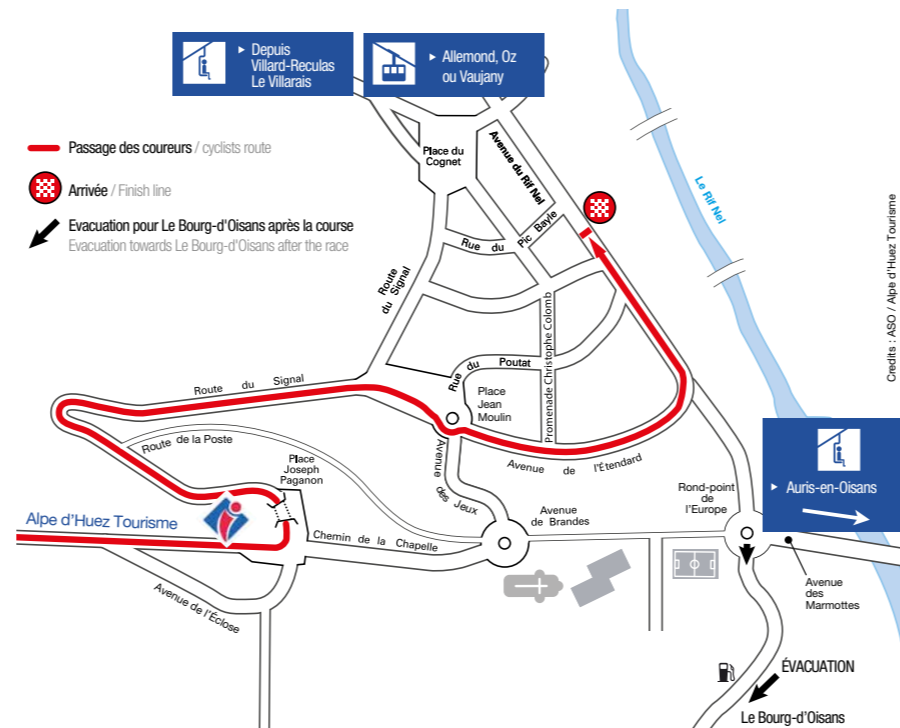 Depuis
Villard-Reculas
Le Villarais
Allemond, Oz
ou Vaujany
Passage des coureurs / cyclists route
Arrivée / Finish line
Evacuation pour Le Bourg-d'Oisans après la course
Evacuation towards Le Bourg-d'Oisans after the race
Place du
Cognet
Avenue du Rif Nel
Rue du Pic Bayle
Le Rif Nel
Credits : ASO / Alpe d'Huez Tourisme
Route
du Signal
Promenade Christophe Colomb
Rue du Poutat
Route du Signal
Place
Jean
Moulin
Route de la Poste
Place
Joseph
Paganon
Avenue des Jeux
Avenue de l'Étendard
Auris-en-Oisans
Rond-point
de
l'Europe
Alpe d'Huez Tourisme
Chemin de la Chapelle
Avenue
de Brandes
Avenue de l'Éclose
Avenue
des
Marmottes
ÉVACUATION
Le Bourg-d'Oisans